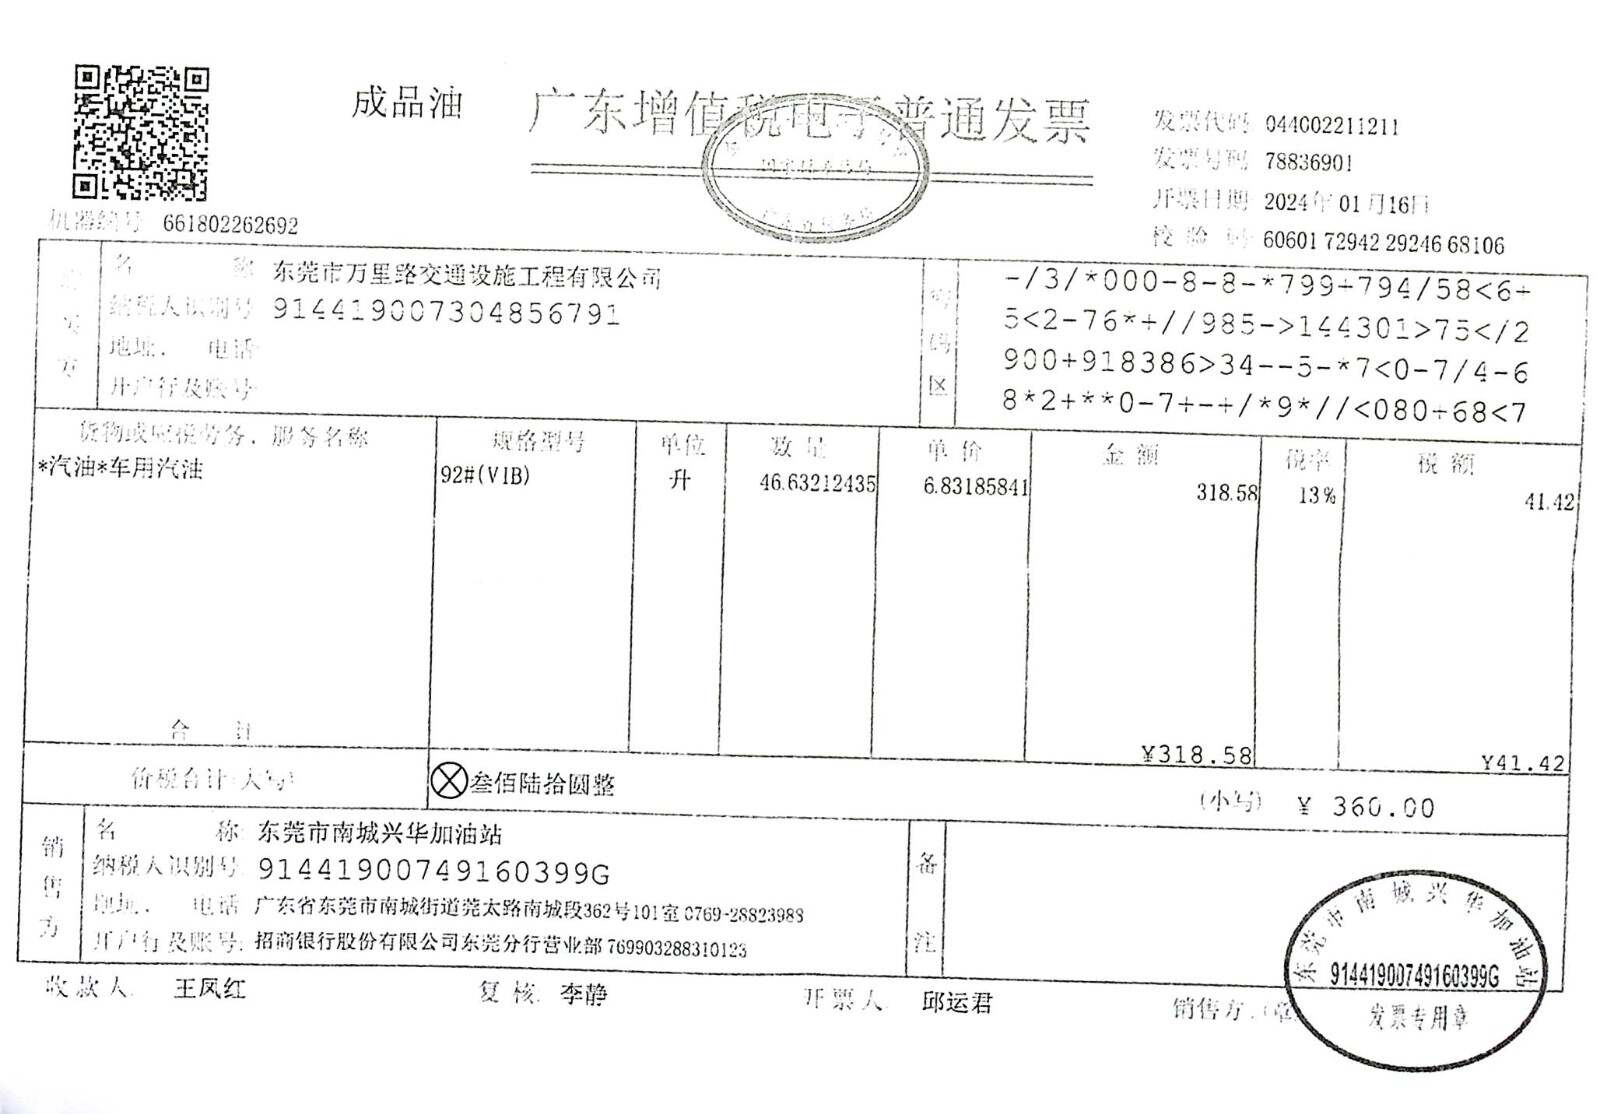 成品油 广东增值税电子普通发票
发票代码 044002211211
发票号码 78836901
开票日期 2024年01月16日
校验码 60601 72942 29246 68106
机器编号 661802262692
名称 东莞市万里路交通设施工程有限公司
纳税人识别号 914419007304856791
地址、电话
开户行及账号
码区
-/3/*000-8-8-*799+794/58<6+
5<2-76*+//985->144301>75</2
900+918386>34--5-*7<0-7/4-6
8*2+**0-7+-+/*9*//<080+68<7
货物或应税劳务、服务名称 规格型号 单位 数量 单价 金额 税率 税额
*汽油*车用汽油 92#(VIB) 升 46.63212435 6.83185841 318.58 13% 41.42
合计 ¥318.58 ¥41.42
价税合计(大写) ⊗叁佰陆拾圆整 (小写) ¥ 360.00
销售方
名称: 东莞市南城兴华加油站
纳税人识别号: 91441900749160399G
地址、电话 广东省东莞市南城街道莞太路南城段362号101室 0769-28823988
开户行及账号: 招商银行股份有限公司东莞分行营业部 769903288310123
备注
收款人: 王凤红 复核: 李静 开票人: 邱运君 销售方:(章)
东莞市南城兴华加油站
91441900749160399G
发票专用章